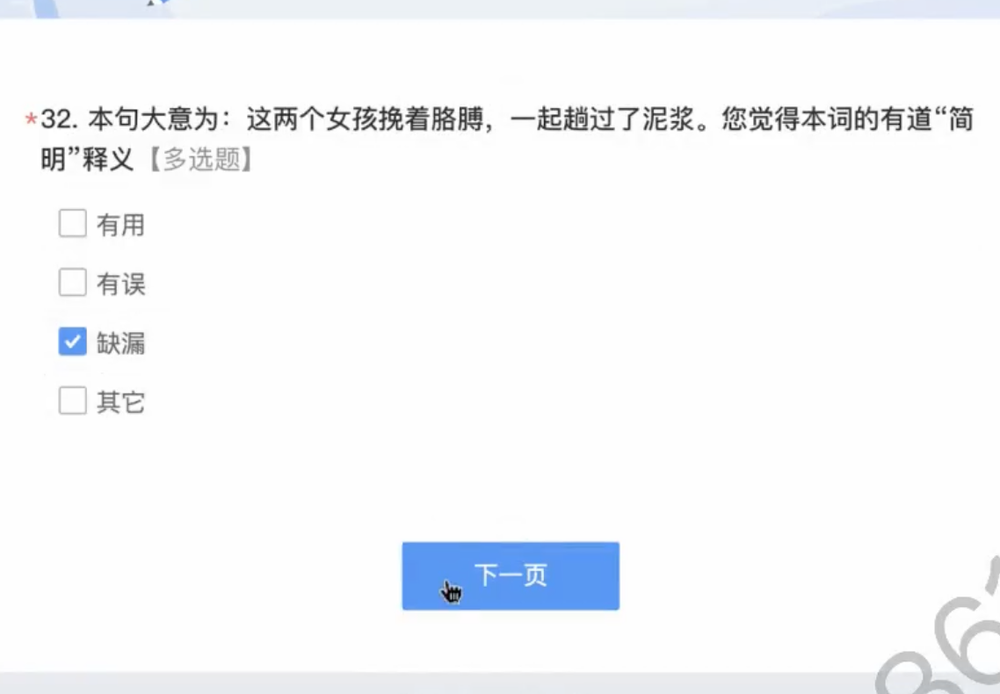 *32. 本句大意为：这两个女孩挽着胳膊，一起趟过了泥浆。您觉得本词的有道“简
明”释义【多选题】
有用
有误
缺漏
其它
下一页
86